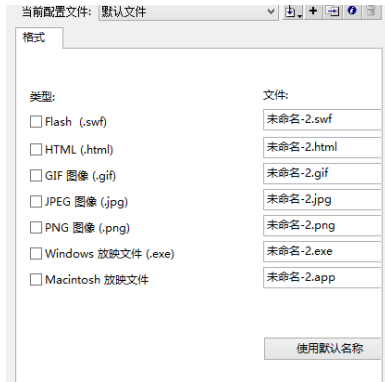 当前配置文件: 默认文件
格式
类型: 文件:
Flash (.swf) 未命名-2.swf
HTML (.html) 未命名-2.html
GIF 图像 (.gif) 未命名-2.gif
JPEG 图像 (.jpg) 未命名-2.jpg
PNG 图像 (.png) 未命名-2.png
Windows 放映文件 (.exe) 未命名-2.exe
Macintosh 放映文件 未命名-2.app
使用默认名称